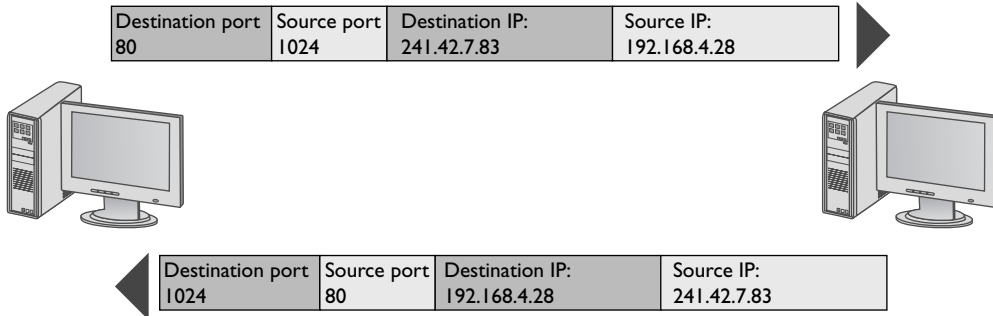 Destination port Source port Destination IP: Source IP:
80 1024 241.42.7.83 192.168.4.28
Destination port Source port Destination IP: Source IP:
1024 80 192.168.4.28 241.42.7.83